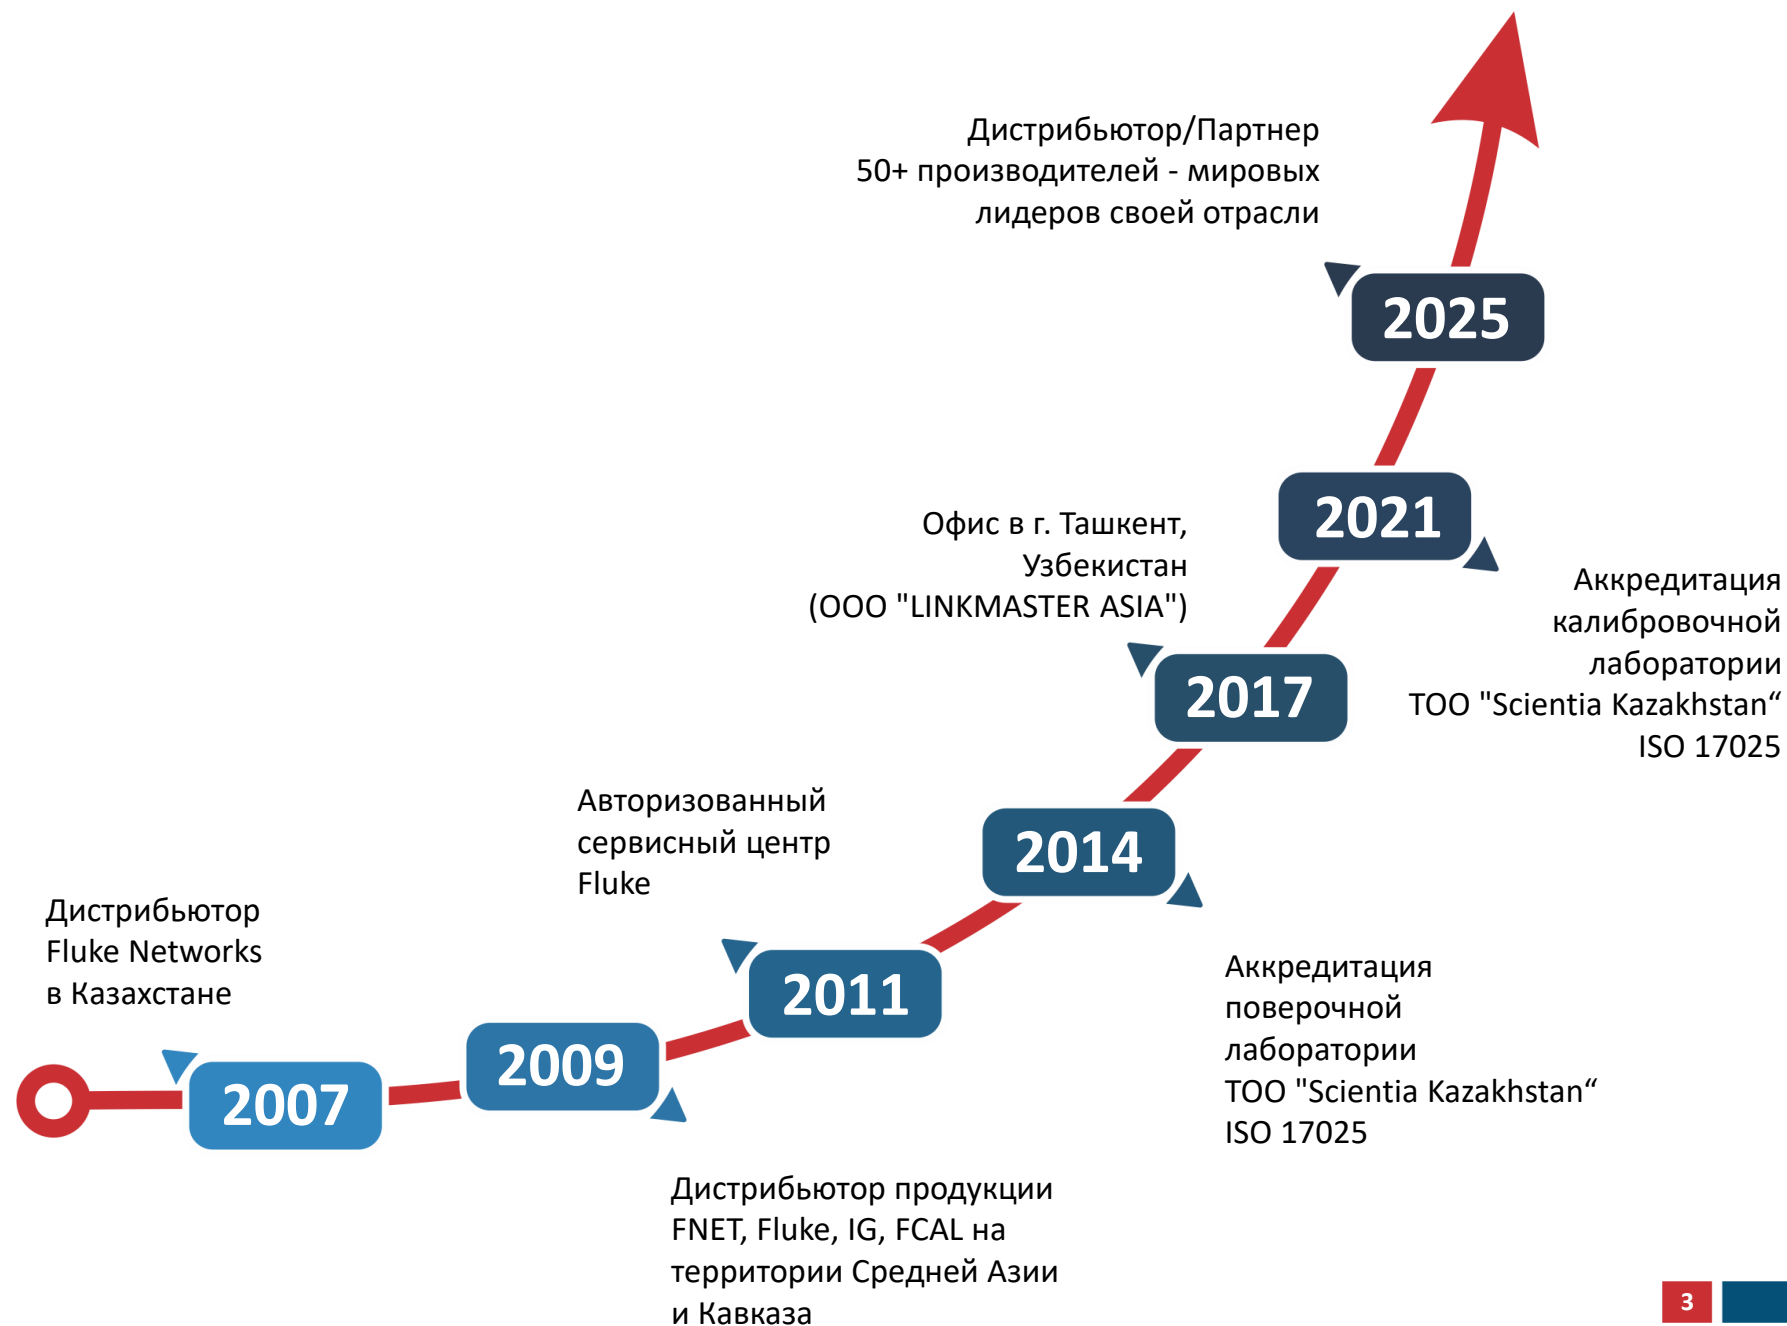 Дистрибьютор/Партнер
50+ производителей - мировых
лидеров своей отрасли
2025
2021
Офис в г. Ташкент,
Узбекистан
(ООО "LINKMASTER ASIA")
Аккредитация
калибровочной
лаборатории
ТОО "Scientia Kazakhstan“
ISO 17025
2017
Авторизованный
сервисный центр
Fluke
2014
Дистрибьютор
Fluke Networks
в Казахстане
2011
Аккредитация
поверочной
лаборатории
ТОО "Scientia Kazakhstan“
ISO 17025
2009
2007
Дистрибьютор продукции
FNET, Fluke, IG, FCAL на
территории Средней Азии
и Кавказа
3